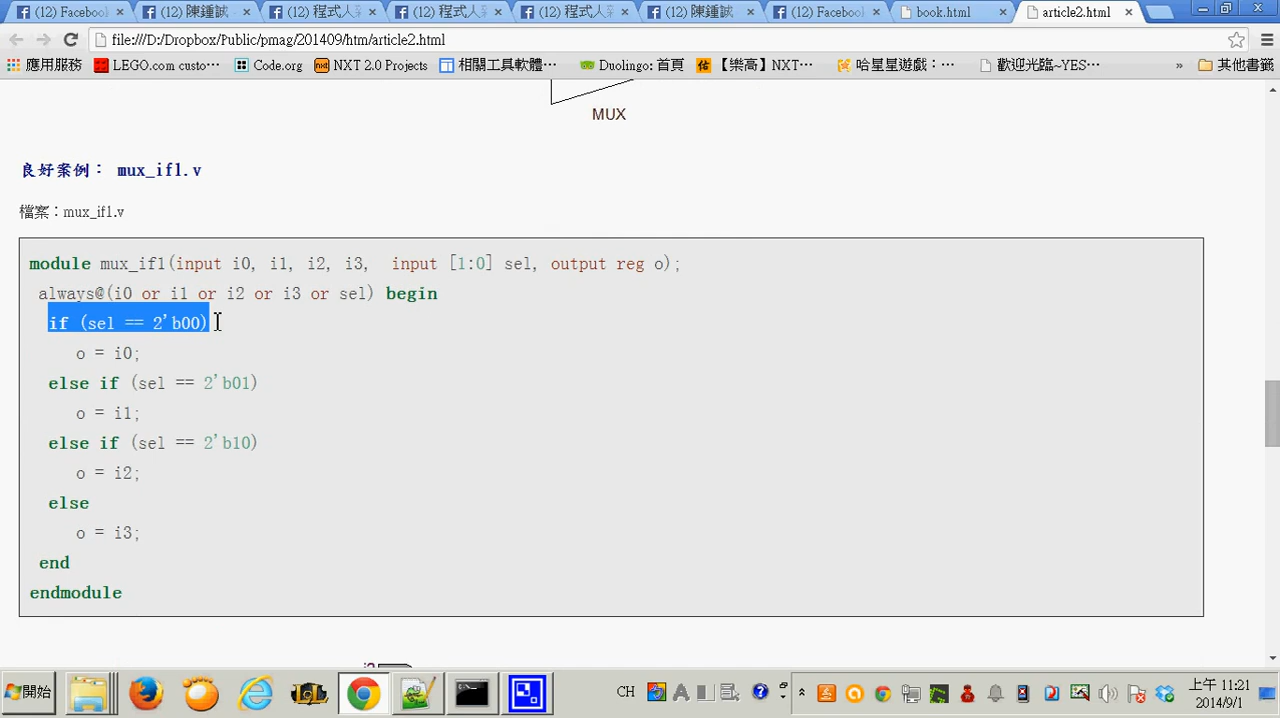 (12) Facebook
(12) 陳鍾誠
(12) 程式人
(12) 程式人
(12) 程式人
(12) 陳鍾誠
(12) Facebook
book.html
article2.html
file:///D:/Dropbox/Public/pmag/201409/htm/article2.html
應用服務 LEGO.com custo… Code.org NXT 2.0 Projects 相關工具軟體… Duolingo: 首頁 【樂高】NXT… 哈星星遊戲：… 歡迎光臨~YES… » 其他書籤
MUX
良好案例： mux_if1.v
檔案：mux_if1.v
module mux_if1(input i0, i1, i2, i3, input [1:0] sel, output reg o);
always@(i0 or i1 or i2 or i3 or sel) begin
if (sel == 2'b00)
o = i0;
else if (sel == 2'b01)
o = i1;
else if (sel == 2'b10)
o = i2;
else
o = i3;
end
endmodule
i2
開始
CH
上午 11:21
2014/9/1